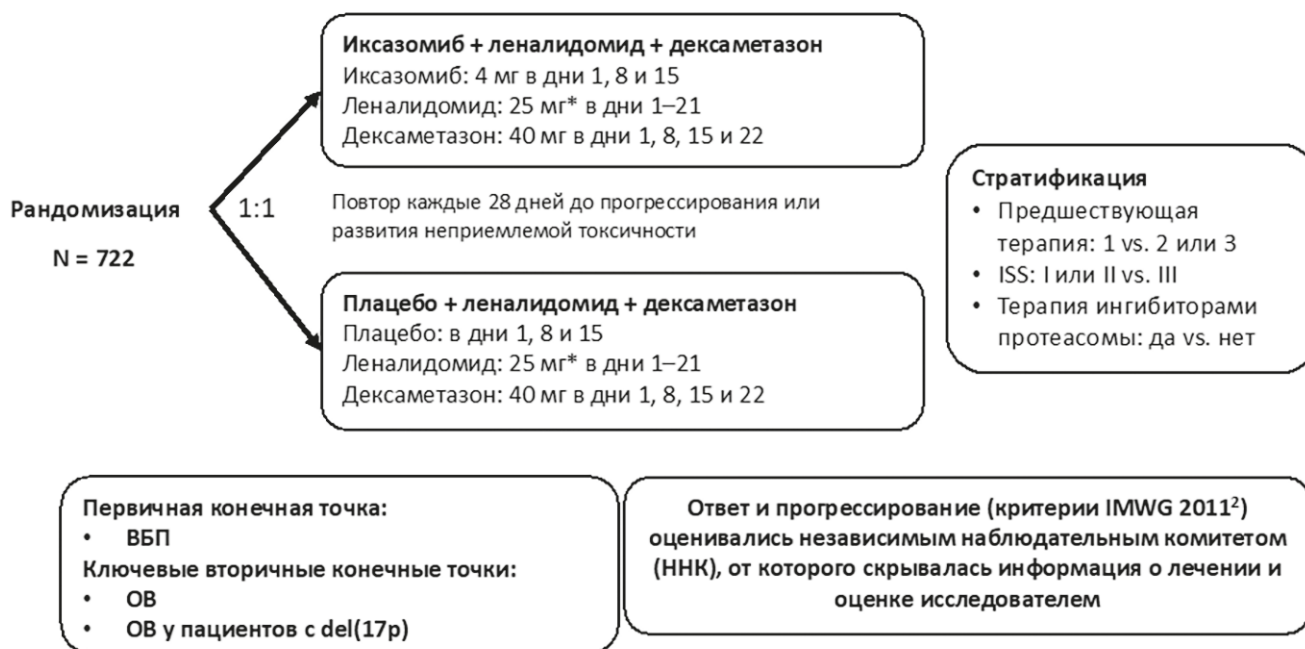 Иксазомиб + леналидомид + дексаметазон
Иксазомиб: 4 мг в дни 1, 8 и 15
Леналидомид: 25 мг* в дни 1–21
Дексаметазон: 40 мг в дни 1, 8, 15 и 22
Рандомизация
N = 722
1:1
Повтор каждые 28 дней до прогрессирования или
развития неприемлемой токсичности
Плацебо + леналидомид + дексаметазон
Плацебо: в дни 1, 8 и 15
Леналидомид: 25 мг* в дни 1–21
Дексаметазон: 40 мг в дни 1, 8, 15 и 22
Стратификация
• Предшествующая
терапия: 1 vs. 2 или 3
• ISS: I или II vs. III
• Терапия ингибиторами
протеасомы: да vs. нет
Первичная конечная точка:
• ВБП
Ключевые вторичные конечные точки:
• ОВ
• ОВ у пациентов с del(17p)
Ответ и прогрессирование (критерии IMWG 2011²)
оценивались независимым наблюдательным комитетом
(ННК), от которого скрывалась информация о лечении и
оценке исследователем